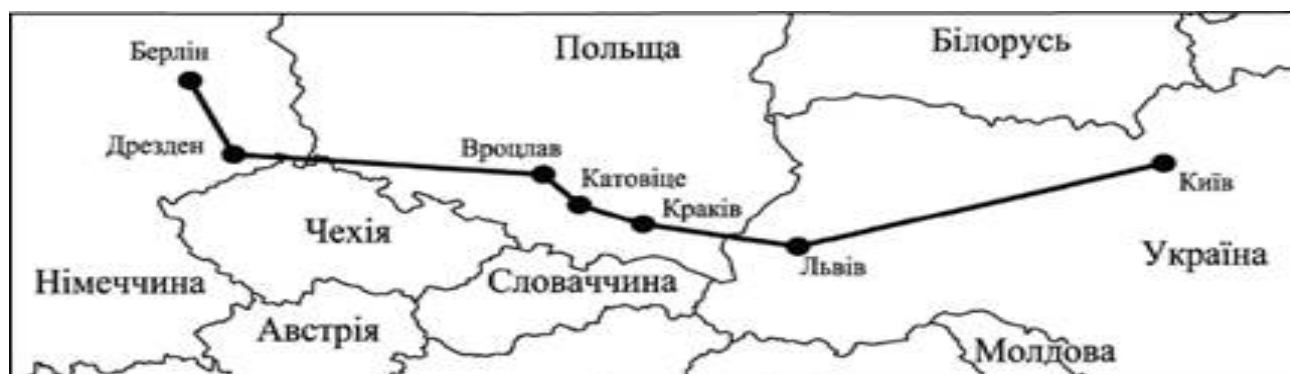 Берлін
Польща
Білорусь
Дрезден
Вроцлав
Катовіце
Краків
Київ
Чехія
Львів
Україна
Німеччина
Словаччина
Австрія
Молдова